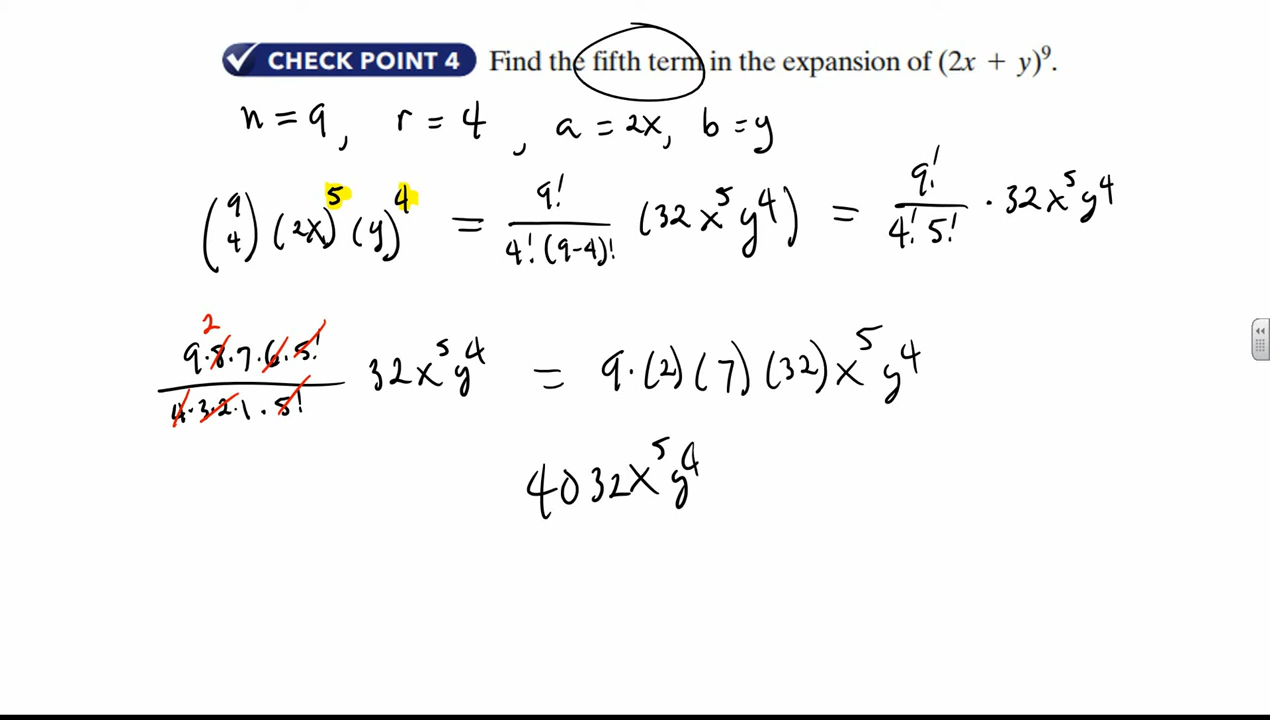 CHECK POINT 4 Find the fifth term in the expansion of (2x + y)⁹.
n = 9, r = 4, a = 2x, b = y
(9 4) (2x)⁵ (y)⁴ = 9!/(4!·(9-4)!) (32x⁵y⁴) = 9!/(4!5!) · 32x⁵y⁴
2
(9·8·7·6·5!)/(4·3·2·1·5!) 32x⁵y⁴ = 9·(2)(7)(32)x⁵y⁴
4032x⁵y⁴